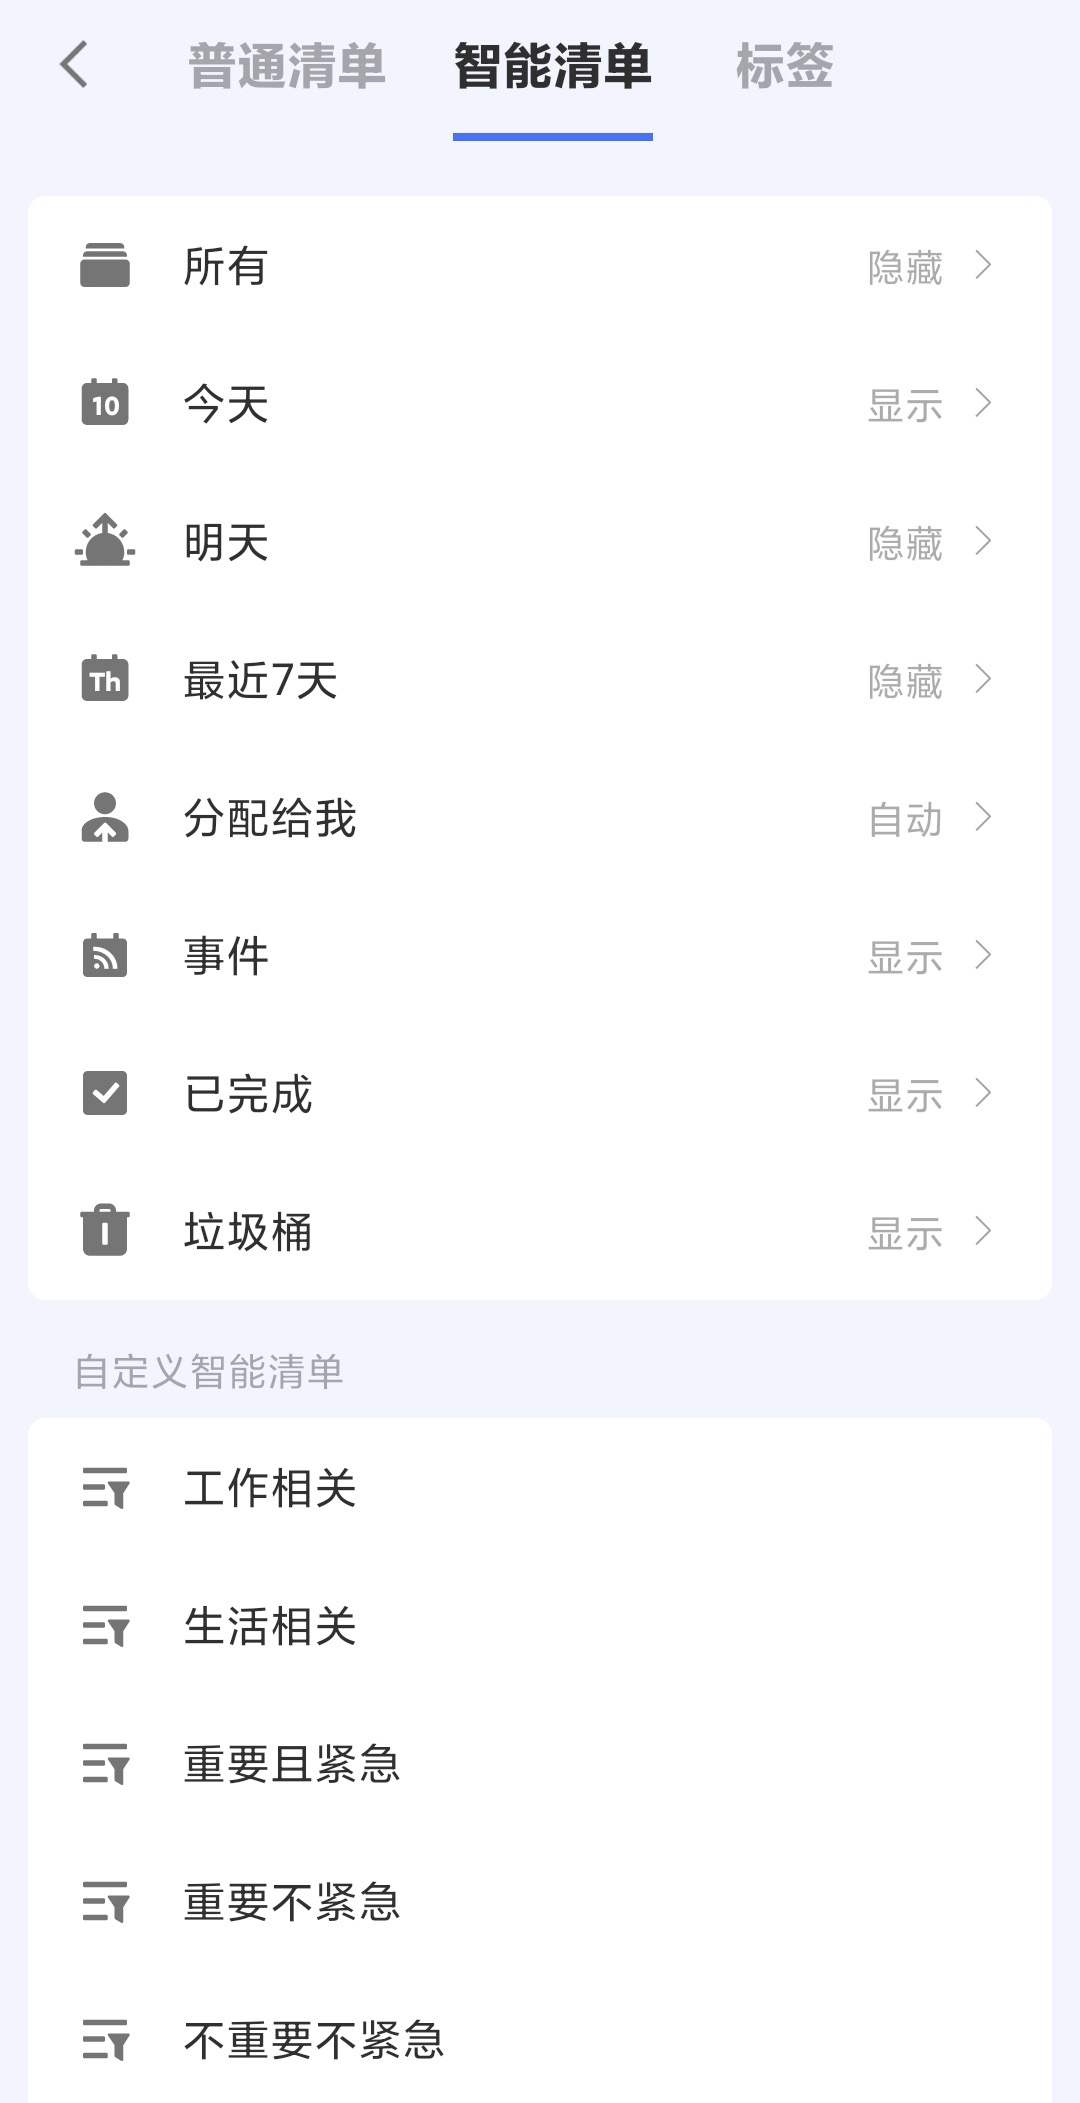 普通清单 智能清单 标签
所有 隐藏
10 今天 显示
明天 隐藏
Th 最近7天 隐藏
分配给我 自动
事件 显示
已完成 显示
垃圾桶 显示
自定义智能清单
工作相关
生活相关
重要且紧急
重要不紧急
不重要不紧急